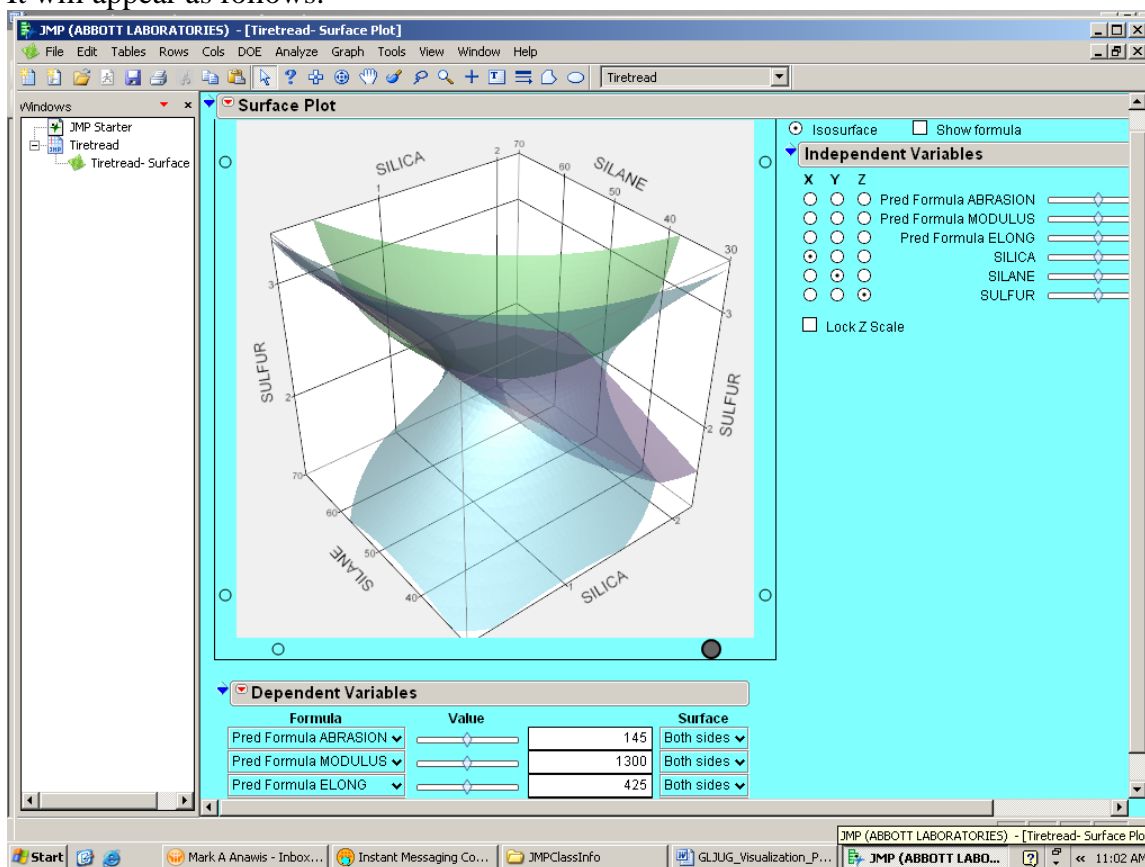 It will appear as follows:
JMP (ABBOTT LABORATORIES) - [Tiretread- Surface Plot]
File Edit Tables Rows Cols DOE Analyze Graph Tools View Window Help
Tiretread
Windows
JMP Starter
Tiretread
Tiretread- Surface
Surface Plot
Isosurface Show formula
Independent Variables
X Y Z
Pred Formula ABRASION
Pred Formula MODULUS
Pred Formula ELONG
SILICA
SILANE
SULFUR
Lock Z Scale
SILICA
SILANE
1
2
70
60
50
40
30
SULFUR
3
2
SULFUR
3
2
70
60
50
40
SILANE
SILICA
1
2
Dependent Variables
Formula Value Surface
Pred Formula ABRASION 145 Both sides
Pred Formula MODULUS 1300 Both sides
Pred Formula ELONG 425 Both sides
JMP (ABBOTT LABORATORIES) - [Tiretread- Surface Plo
Start Mark A Anawis - Inbox... Instant Messaging Co... JMPClassInfo GLJUG_Visualization_P... JMP (ABBOTT LABO... « 11:02 AM